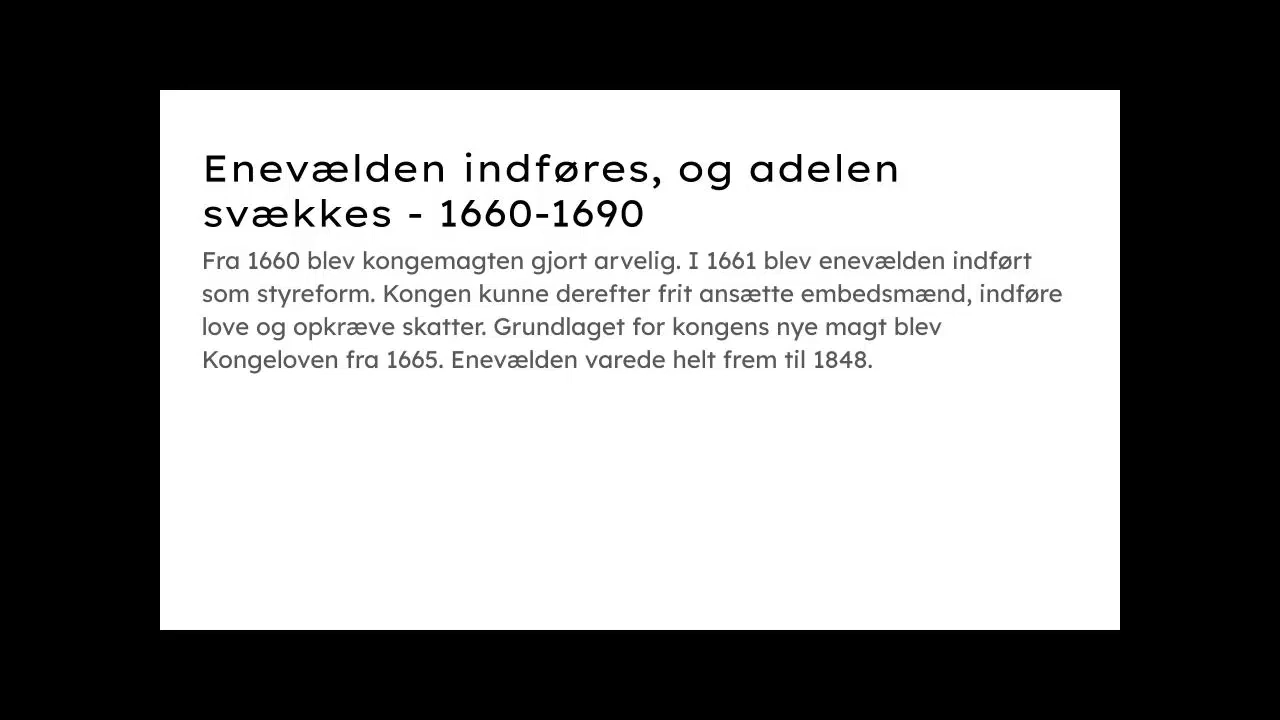 Enevælden indføres, og adelen
svækkes - 1660-1690
Fra 1660 blev kongemagten gjort arvelig. I 1661 blev enevælden indført
som styreform. Kongen kunne derefter frit ansætte embedsmænd, indføre
love og opkræve skatter. Grundlaget for kongens nye magt blev
Kongeloven fra 1665. Enevælden varede helt frem til 1848.